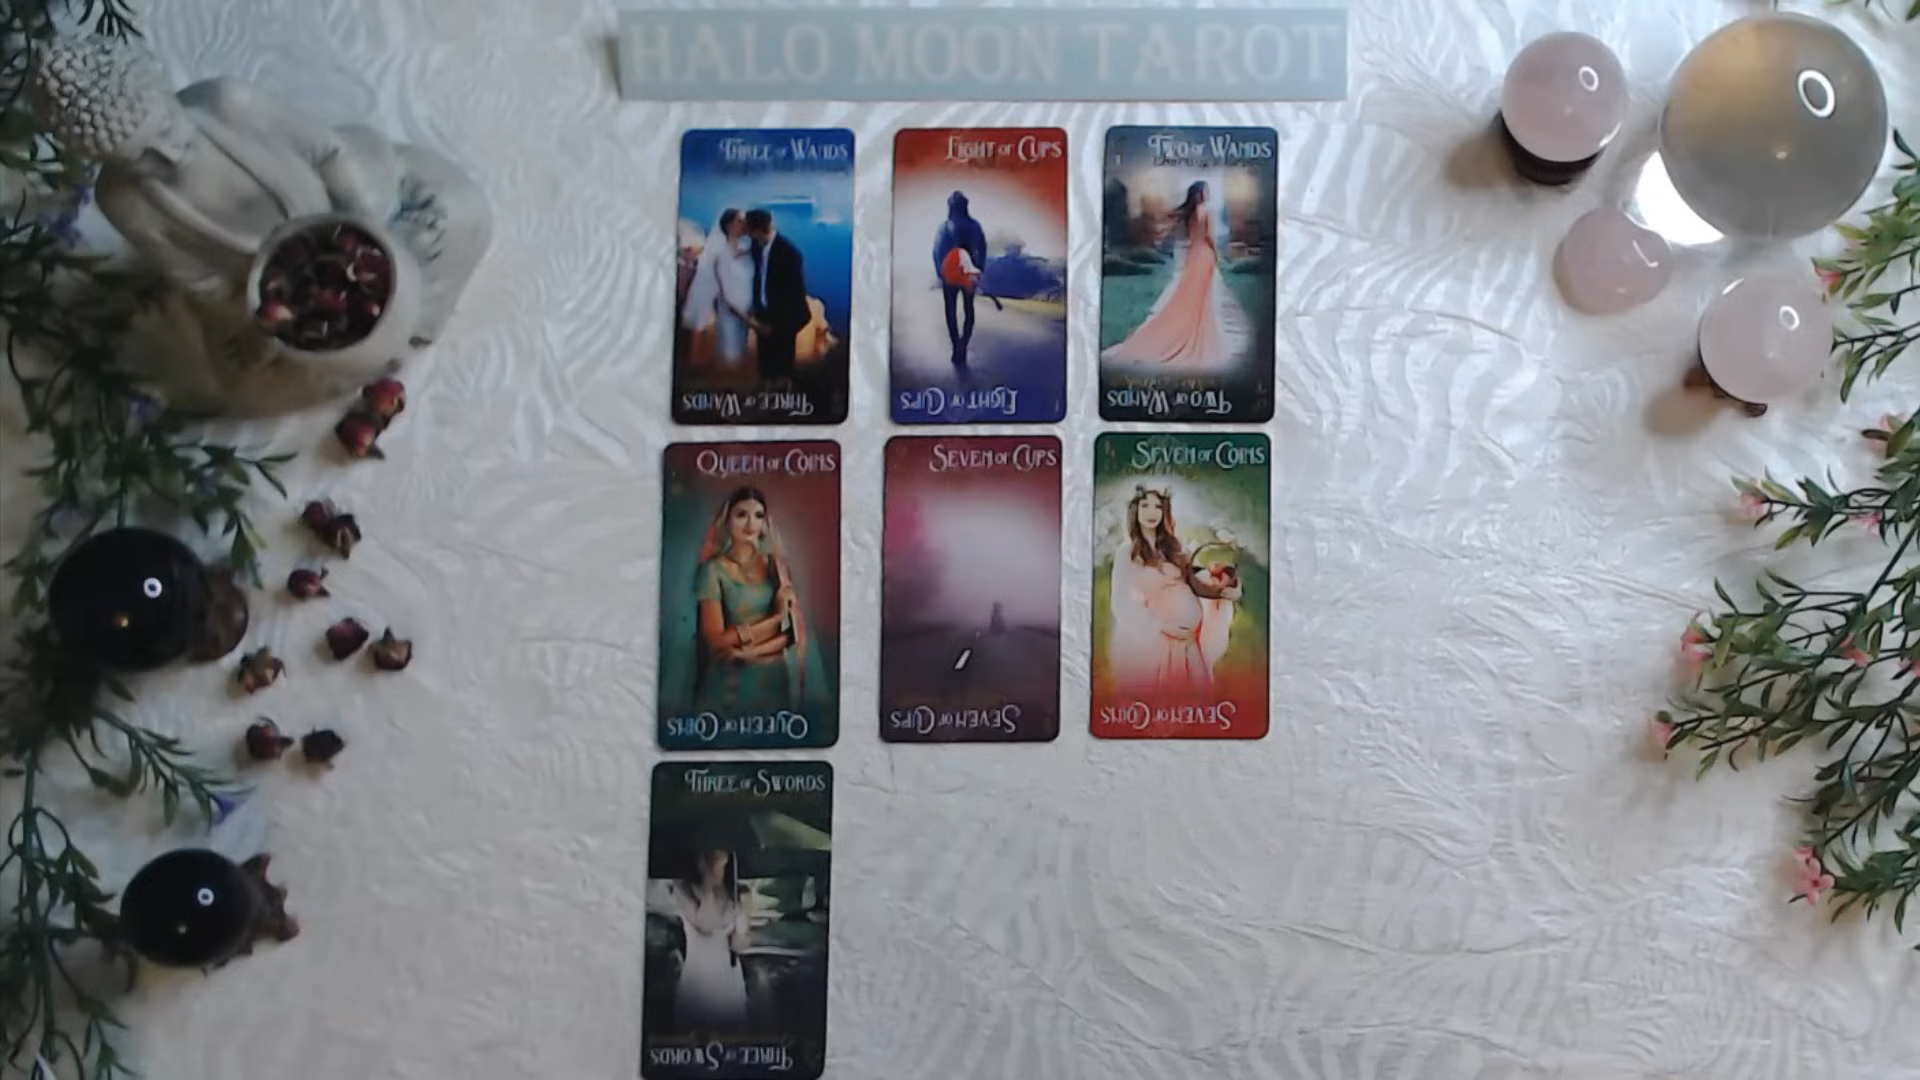 HALO MOON TAROT
THREE OF WANDS
EIGHT OF CUPS
TWO OF WANDS
THREE OF WANDS
EIGHT OF CUPS
TWO OF WANDS
QUEEN OF COINS
SEVEN OF CUPS
SEVEN OF COINS
QUEEN OF COINS
SEVEN OF CUPS
SEVEN OF COINS
THREE OF SWORDS
THREE OF SWORDS